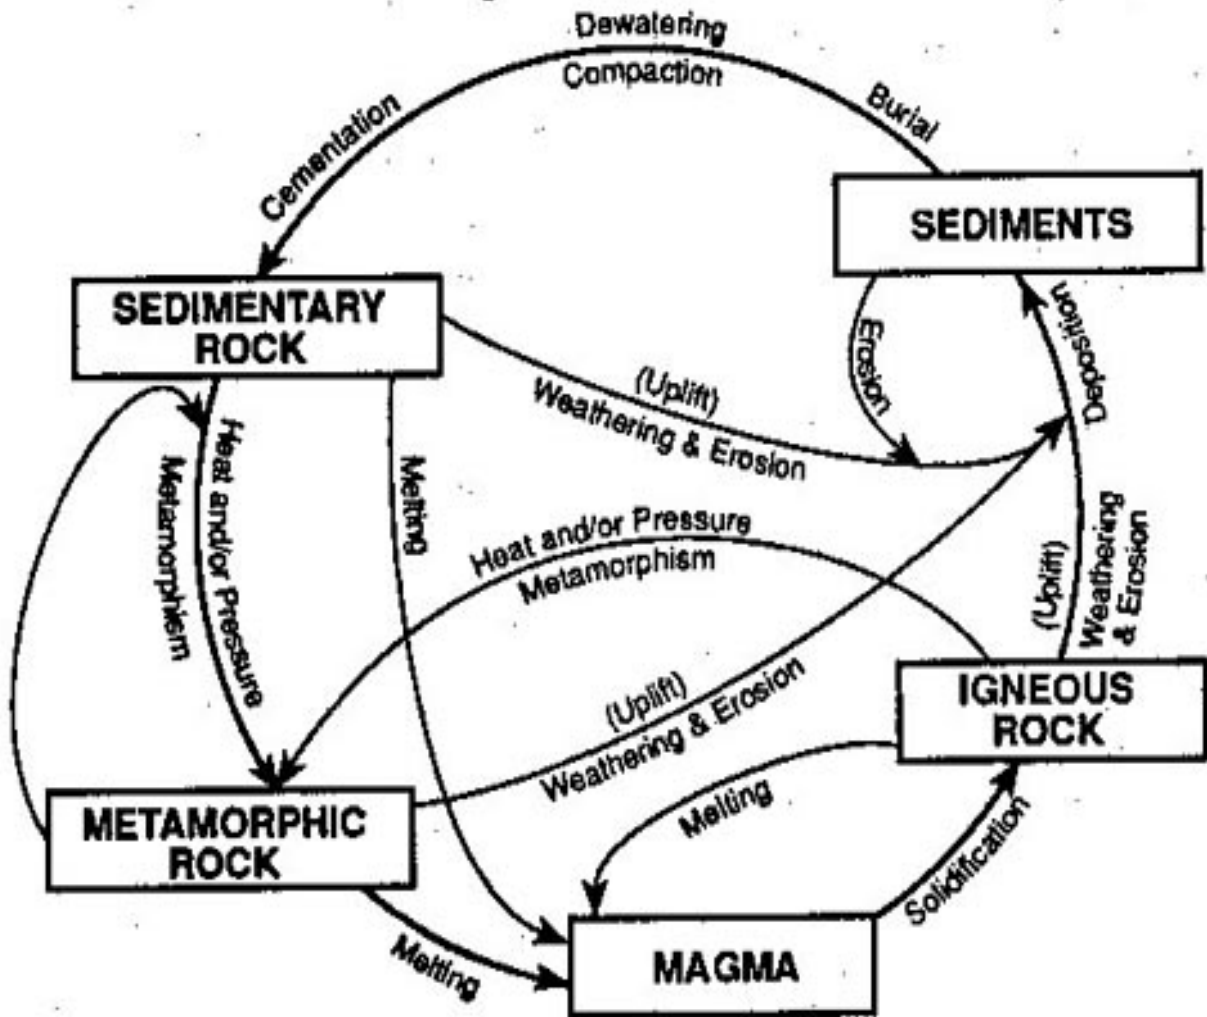 Dewatering
Compaction
Burial
Cementation
SEDIMENTS
SEDIMENTARY
ROCK
Erosion
Deposition
(Uplift)
Weathering & Erosion
Heat and/or Pressure
Metamorphism
Melting
Heat and/or Pressure
Metamorphism
(Uplift)
Weathering
& Erosion
(Uplift)
Weathering & Erosion
IGNEOUS
ROCK
Melting
METAMORPHIC
ROCK
Solidification
Melting
MAGMA